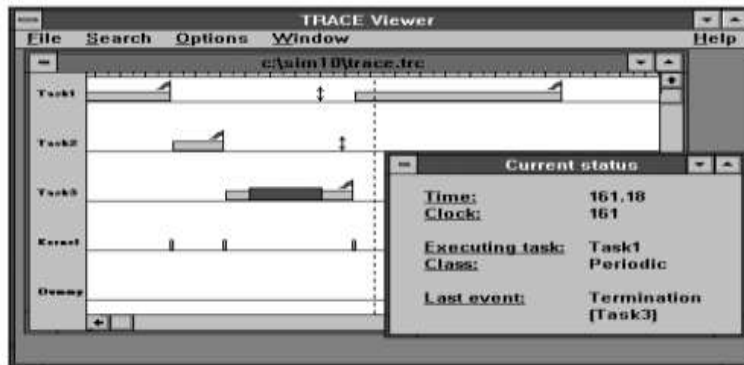 TRACE Viewer
File Search Options Window Help
c:\sim10\trace.trc
Task1
Task2
Task3
Kernel
Dummy
Current status
Time: 161.18
Clock: 161
Executing task: Task1
Class: Periodic
Last event: Termination
(Task3)